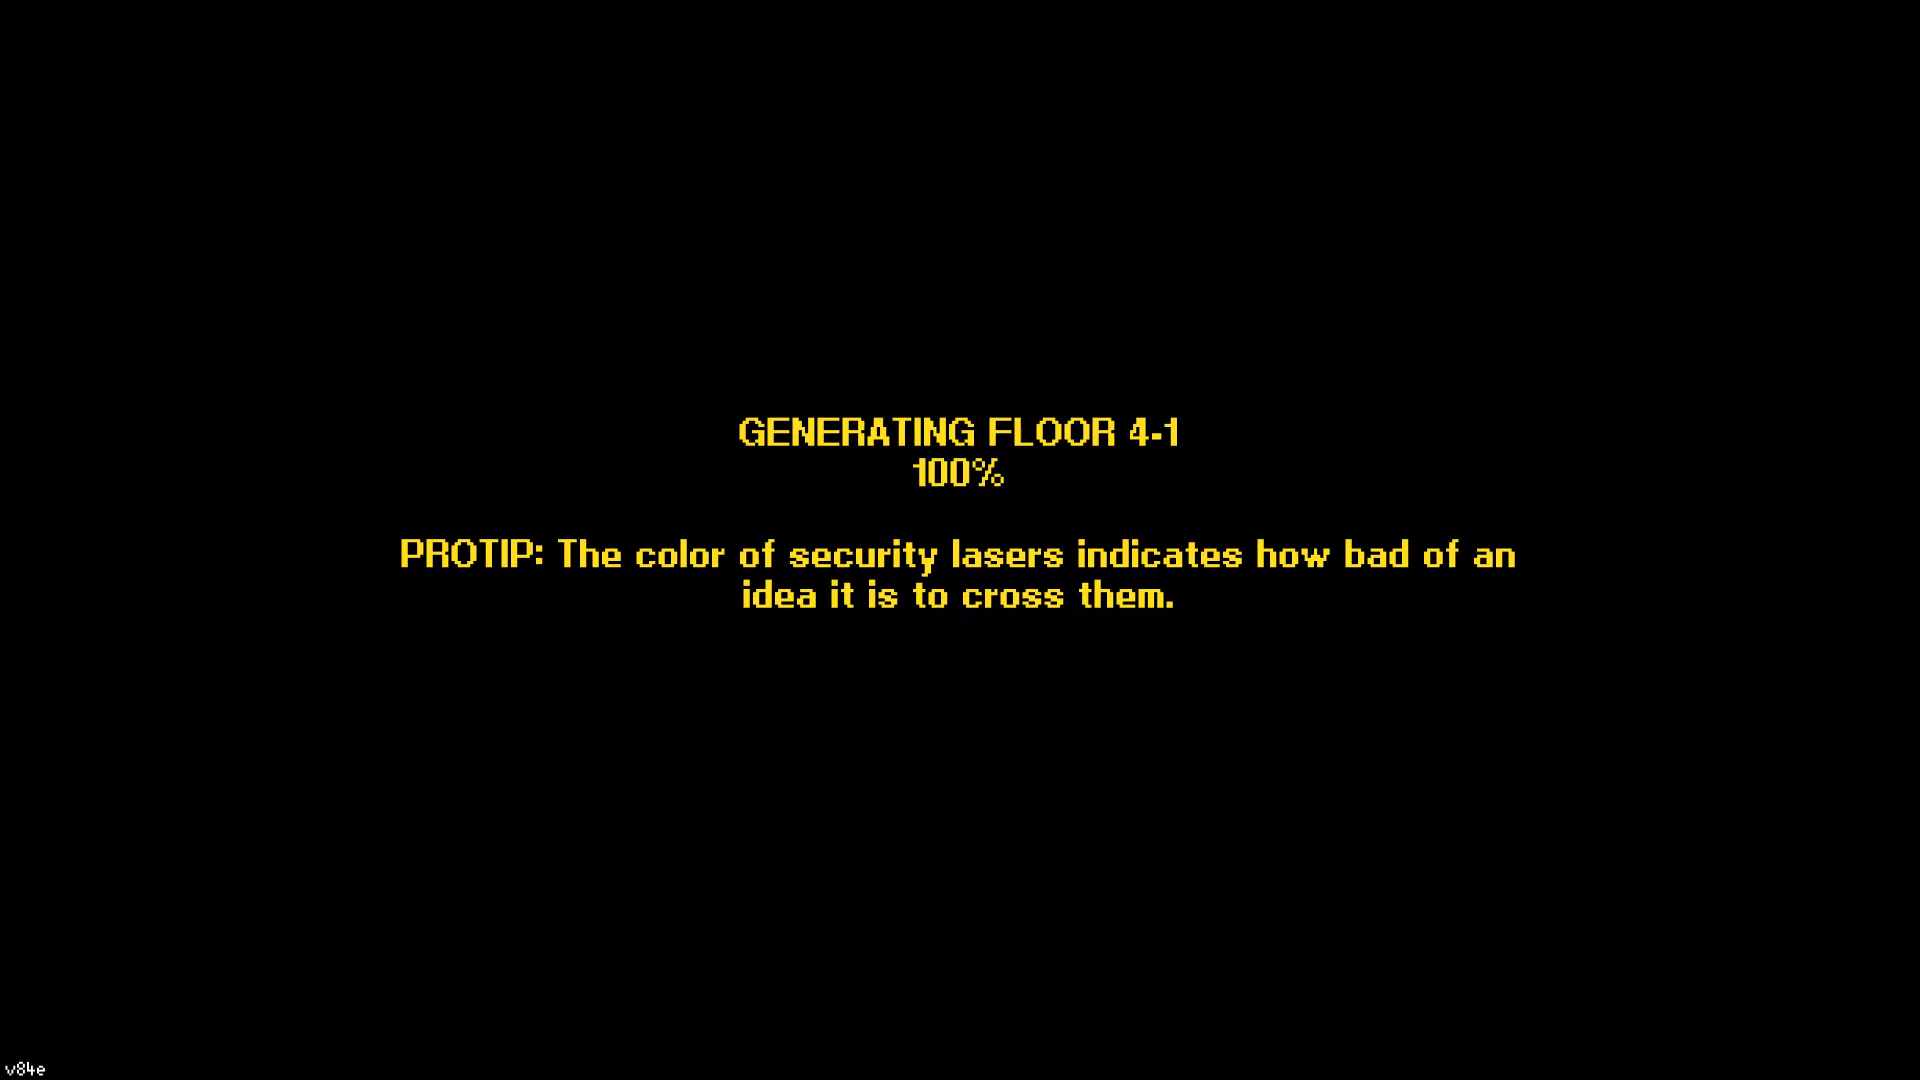 GENERATING FLOOR 4-1
100%
PROTIP: The color of security lasers indicates how bad of an
idea it is to cross them.
v84e